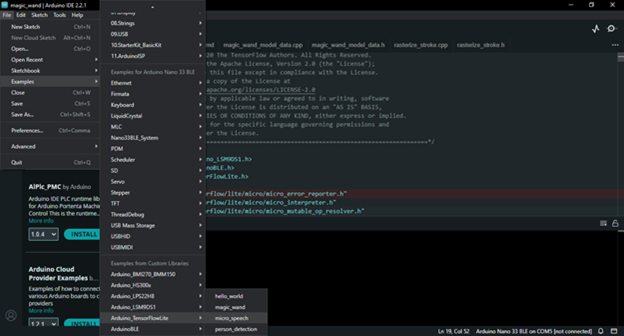 magic_wand | Arduino IDE 2.2.1
File Edit Sketch Tools Help
New Sketch Ctrl+N
New Cloud Sketch Alt+Ctrl+N
Open... Ctrl+O
Open Recent
Sketchbook
Examples
Close Ctrl+W
Save Ctrl+S
Save As... Ctrl+Shift+S
Preferences... Ctrl+Comma
Advanced
Quit Ctrl+Q
AIPlc_PMC by Arduino
Arduino IDE PLC runtime lib
for Arduino Portenta Machine
Control This is the runtime...
More info
1.0.4 INSTALL
Arduino Cloud
Provider Examples b...
Examples of how to connec
various Arduino boards to c
providers
More info
1.2.1 INSTALL
08.Strings
09.USB
10.StarterKit_BasicKit
11.ArduinoISP
Examples for Arduino Nano 33 BLE
Ethernet
Firmata
Keyboard
LiquidCrystal
MLC
Nano33BLE_System
PDM
Scheduler
SD
Servo
Stepper
TFT
ThreadDebug
USB Mass Storage
USBHID
USBMIDI
Examples from Custom Libraries
Arduino_BMI270_BMM150
Arduino_HS300x
Arduino_LPS22HB
Arduino_LSM9DS1
Arduino_TensorFlowLite
ArduinoBLE
hello_world
magic_wand
micro_speech
person_detection
magic_wand_model_data.cpp magic_wand_model_data.h rasterize_stroke.cpp rasterize_stroke.h
20 The TensorFlow Authors. All Rights Reserved.
the Apache License, Version 2.0 (the "License");
this file except in compliance with the License.
a copy of the License at
apache.org/licenses/LICENSE-2.0
by applicable law or agreed to in writing, software
er the License is distributed on an "AS IS" BASIS,
IES OR CONDITIONS OF ANY KIND, either express or implied.
for the specific language governing permissions and
er the License.
no_LSM9DS1.h>
noBLE.h>
rFlowLite.h>
rflow/lite/micro/micro_error_reporter.h"
rflow/lite/micro/micro_interpreter.h"
rflow/lite/micro/micro_mutable_op_resolver.h"
Ln 19, Col 52 Arduino Nano 33 BLE on COM5 [not connected]